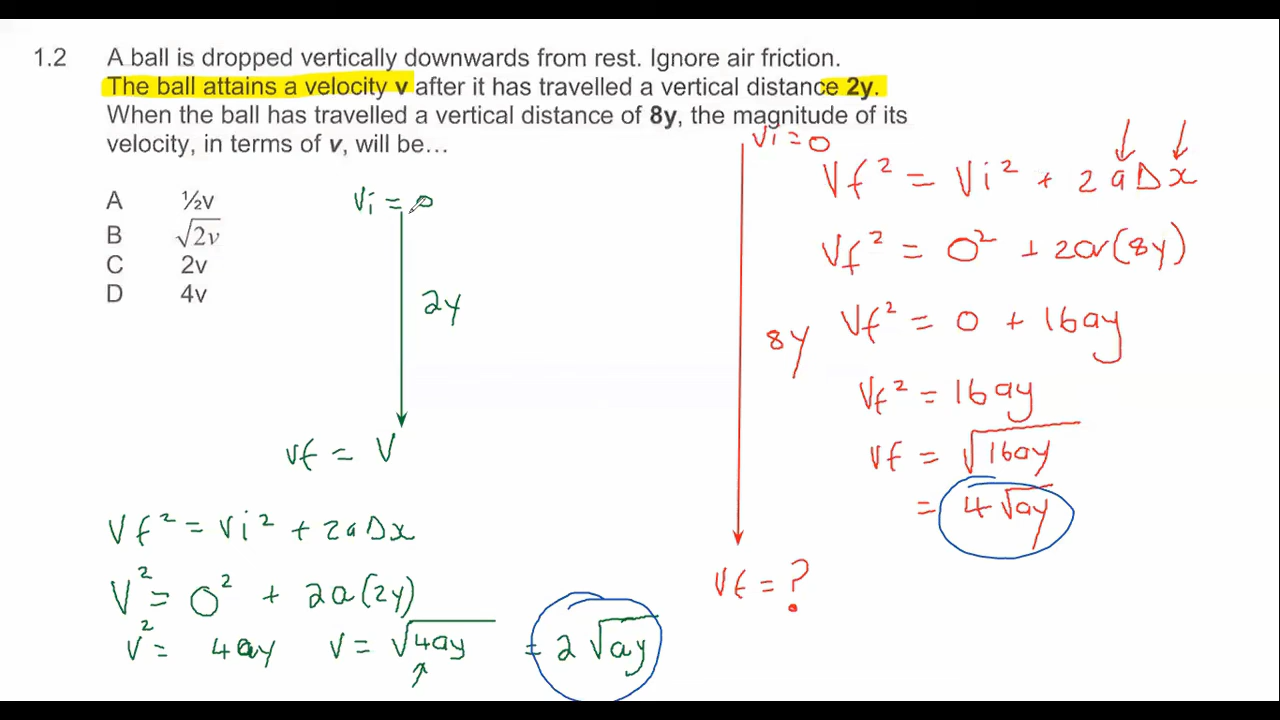 1.2 A ball is dropped vertically downwards from rest. Ignore air friction.
The ball attains a velocity v after it has travelled a vertical distance 2y.
When the ball has travelled a vertical distance of 8y, the magnitude of its
velocity, in terms of v, will be...
A ½v
B √2v
C 2v
D 4v
Vi = 0
2y
Vf = V
Vf² = Vi² + 2aΔx
V² = 0² + 2a(2y)
V² = 4ay V = √4ay = 2√ay
Vi = 0
8y
Vf = ?
Vf² = Vi² + 2aΔx
Vf² = 0² + 2a(8y)
Vf² = 0 + 16ay
Vf² = 16ay
Vf = √16ay
= 4√ay